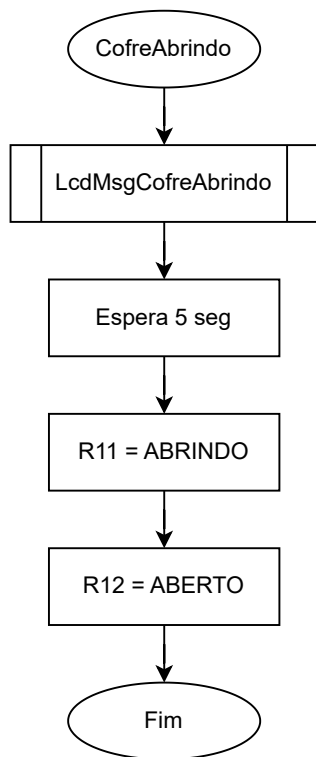 CofreAbrindo
LcdMsgCofreAbrindo
Espera 5 seg
R11 = ABRINDO
R12 = ABERTO
Fim